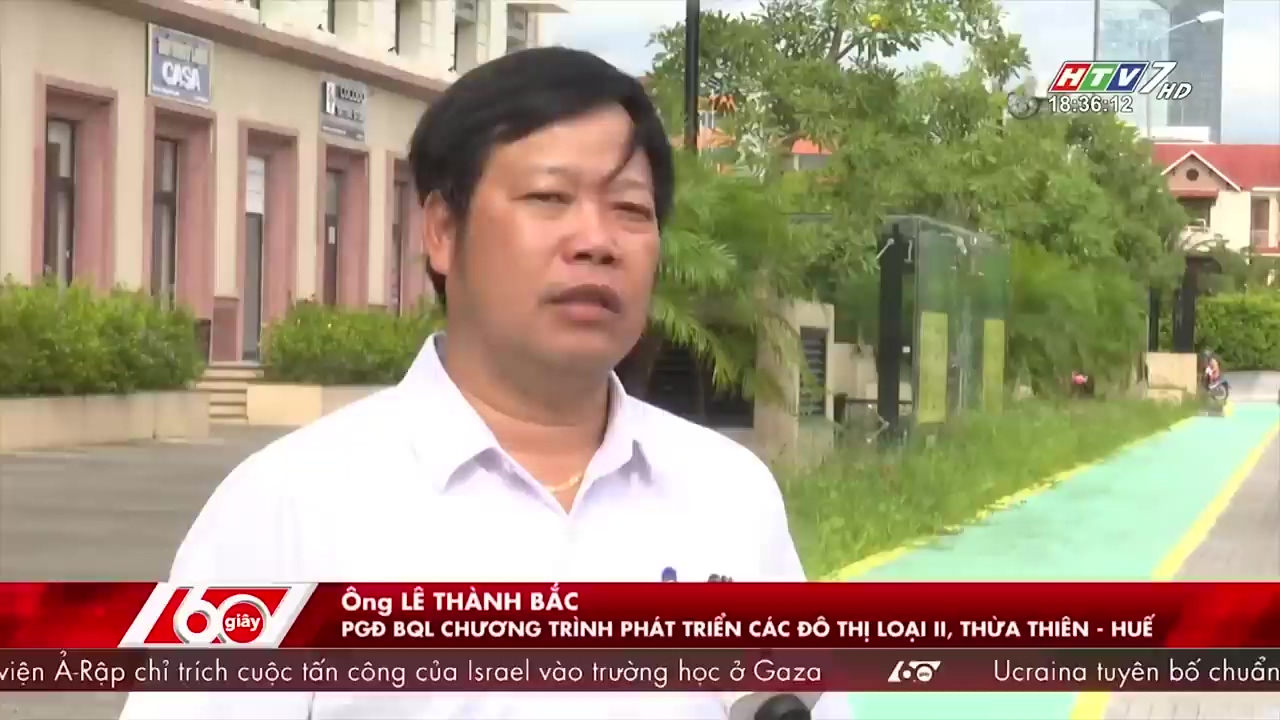 CASA
HTV7 HD
18:36:12
60 giây
Ông LÊ THÀNH BẮC
PGĐ BQL CHƯƠNG TRÌNH PHÁT TRIỂN CÁC ĐÔ THỊ LOẠI II, THỪA THIÊN - HUẾ
viện Ả-Rập chỉ trích cuộc tấn công của Israel vào trường học ở Gaza 60 giây Ucraina tuyên bố chuẩn